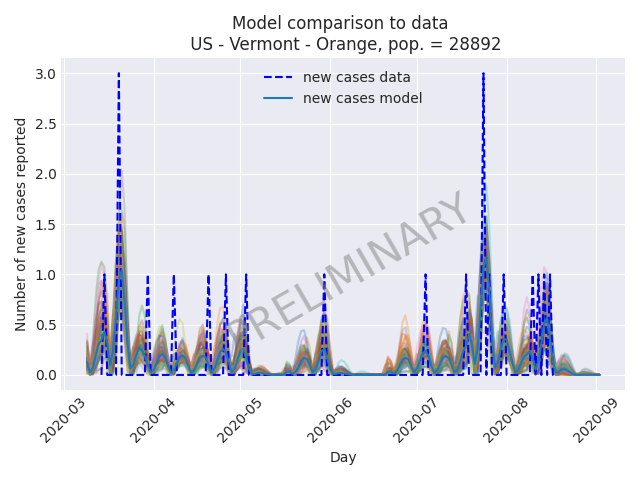 Model comparison to data
US - Vermont - Orange, pop. = 28892
new cases data
new cases model
Number of new cases reported
3.0
2.5
2.0
1.5
1.0
0.5
0.0
PRELIMINARY
2020-03
2020-04
2020-05
2020-06
2020-07
2020-08
2020-09
Day